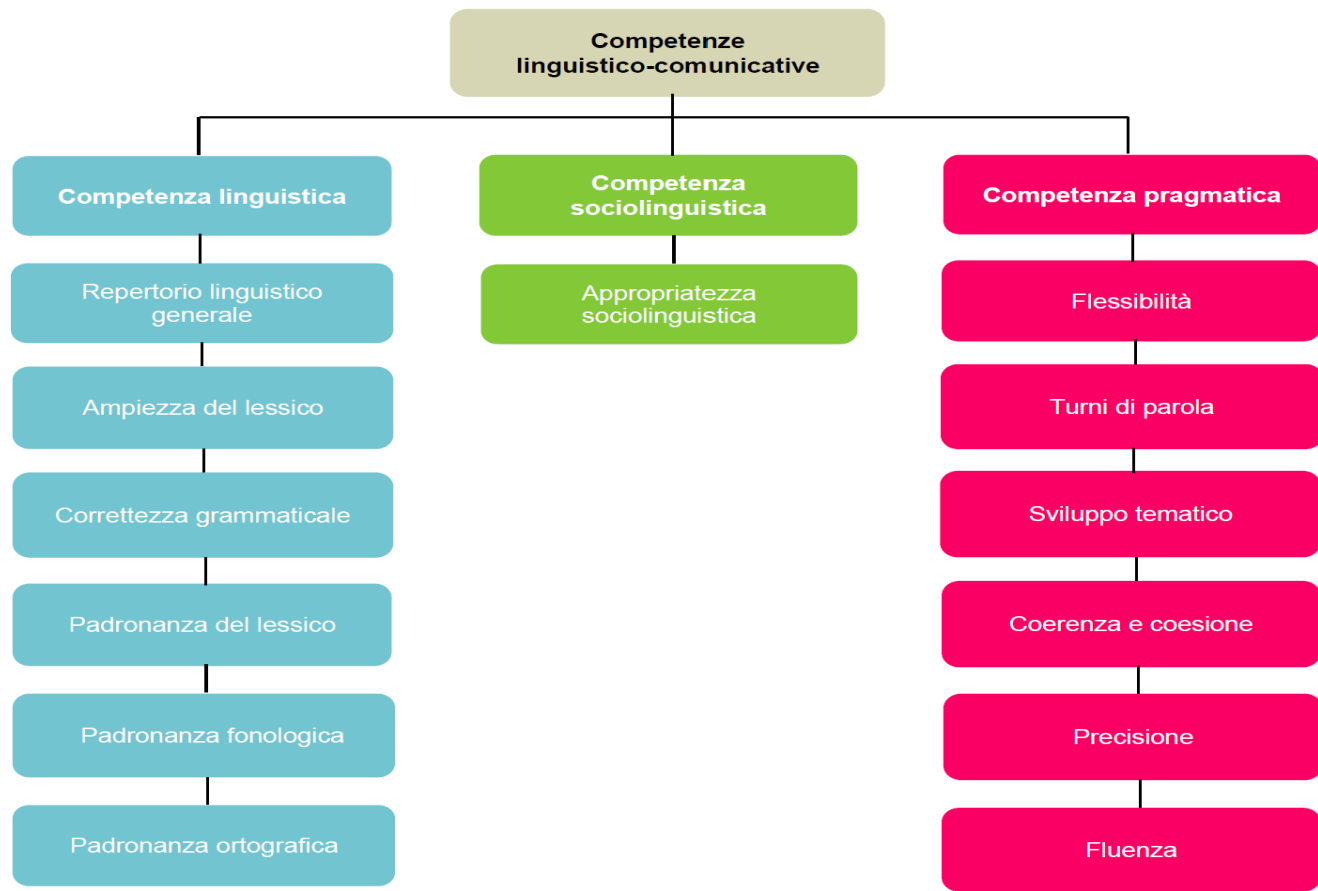 Competenze
linguistico-comunicative
Competenza linguistica
Repertorio linguistico
generale
Ampiezza del lessico
Correttezza grammaticale
Padronanza del lessico
Padronanza fonologica
Padronanza ortografica
Competenza
sociolinguistica
Appropriatezza
sociolinguistica
Competenza pragmatica
Flessibilità
Turni di parola
Sviluppo tematico
Coerenza e coesione
Precisione
Fluenza